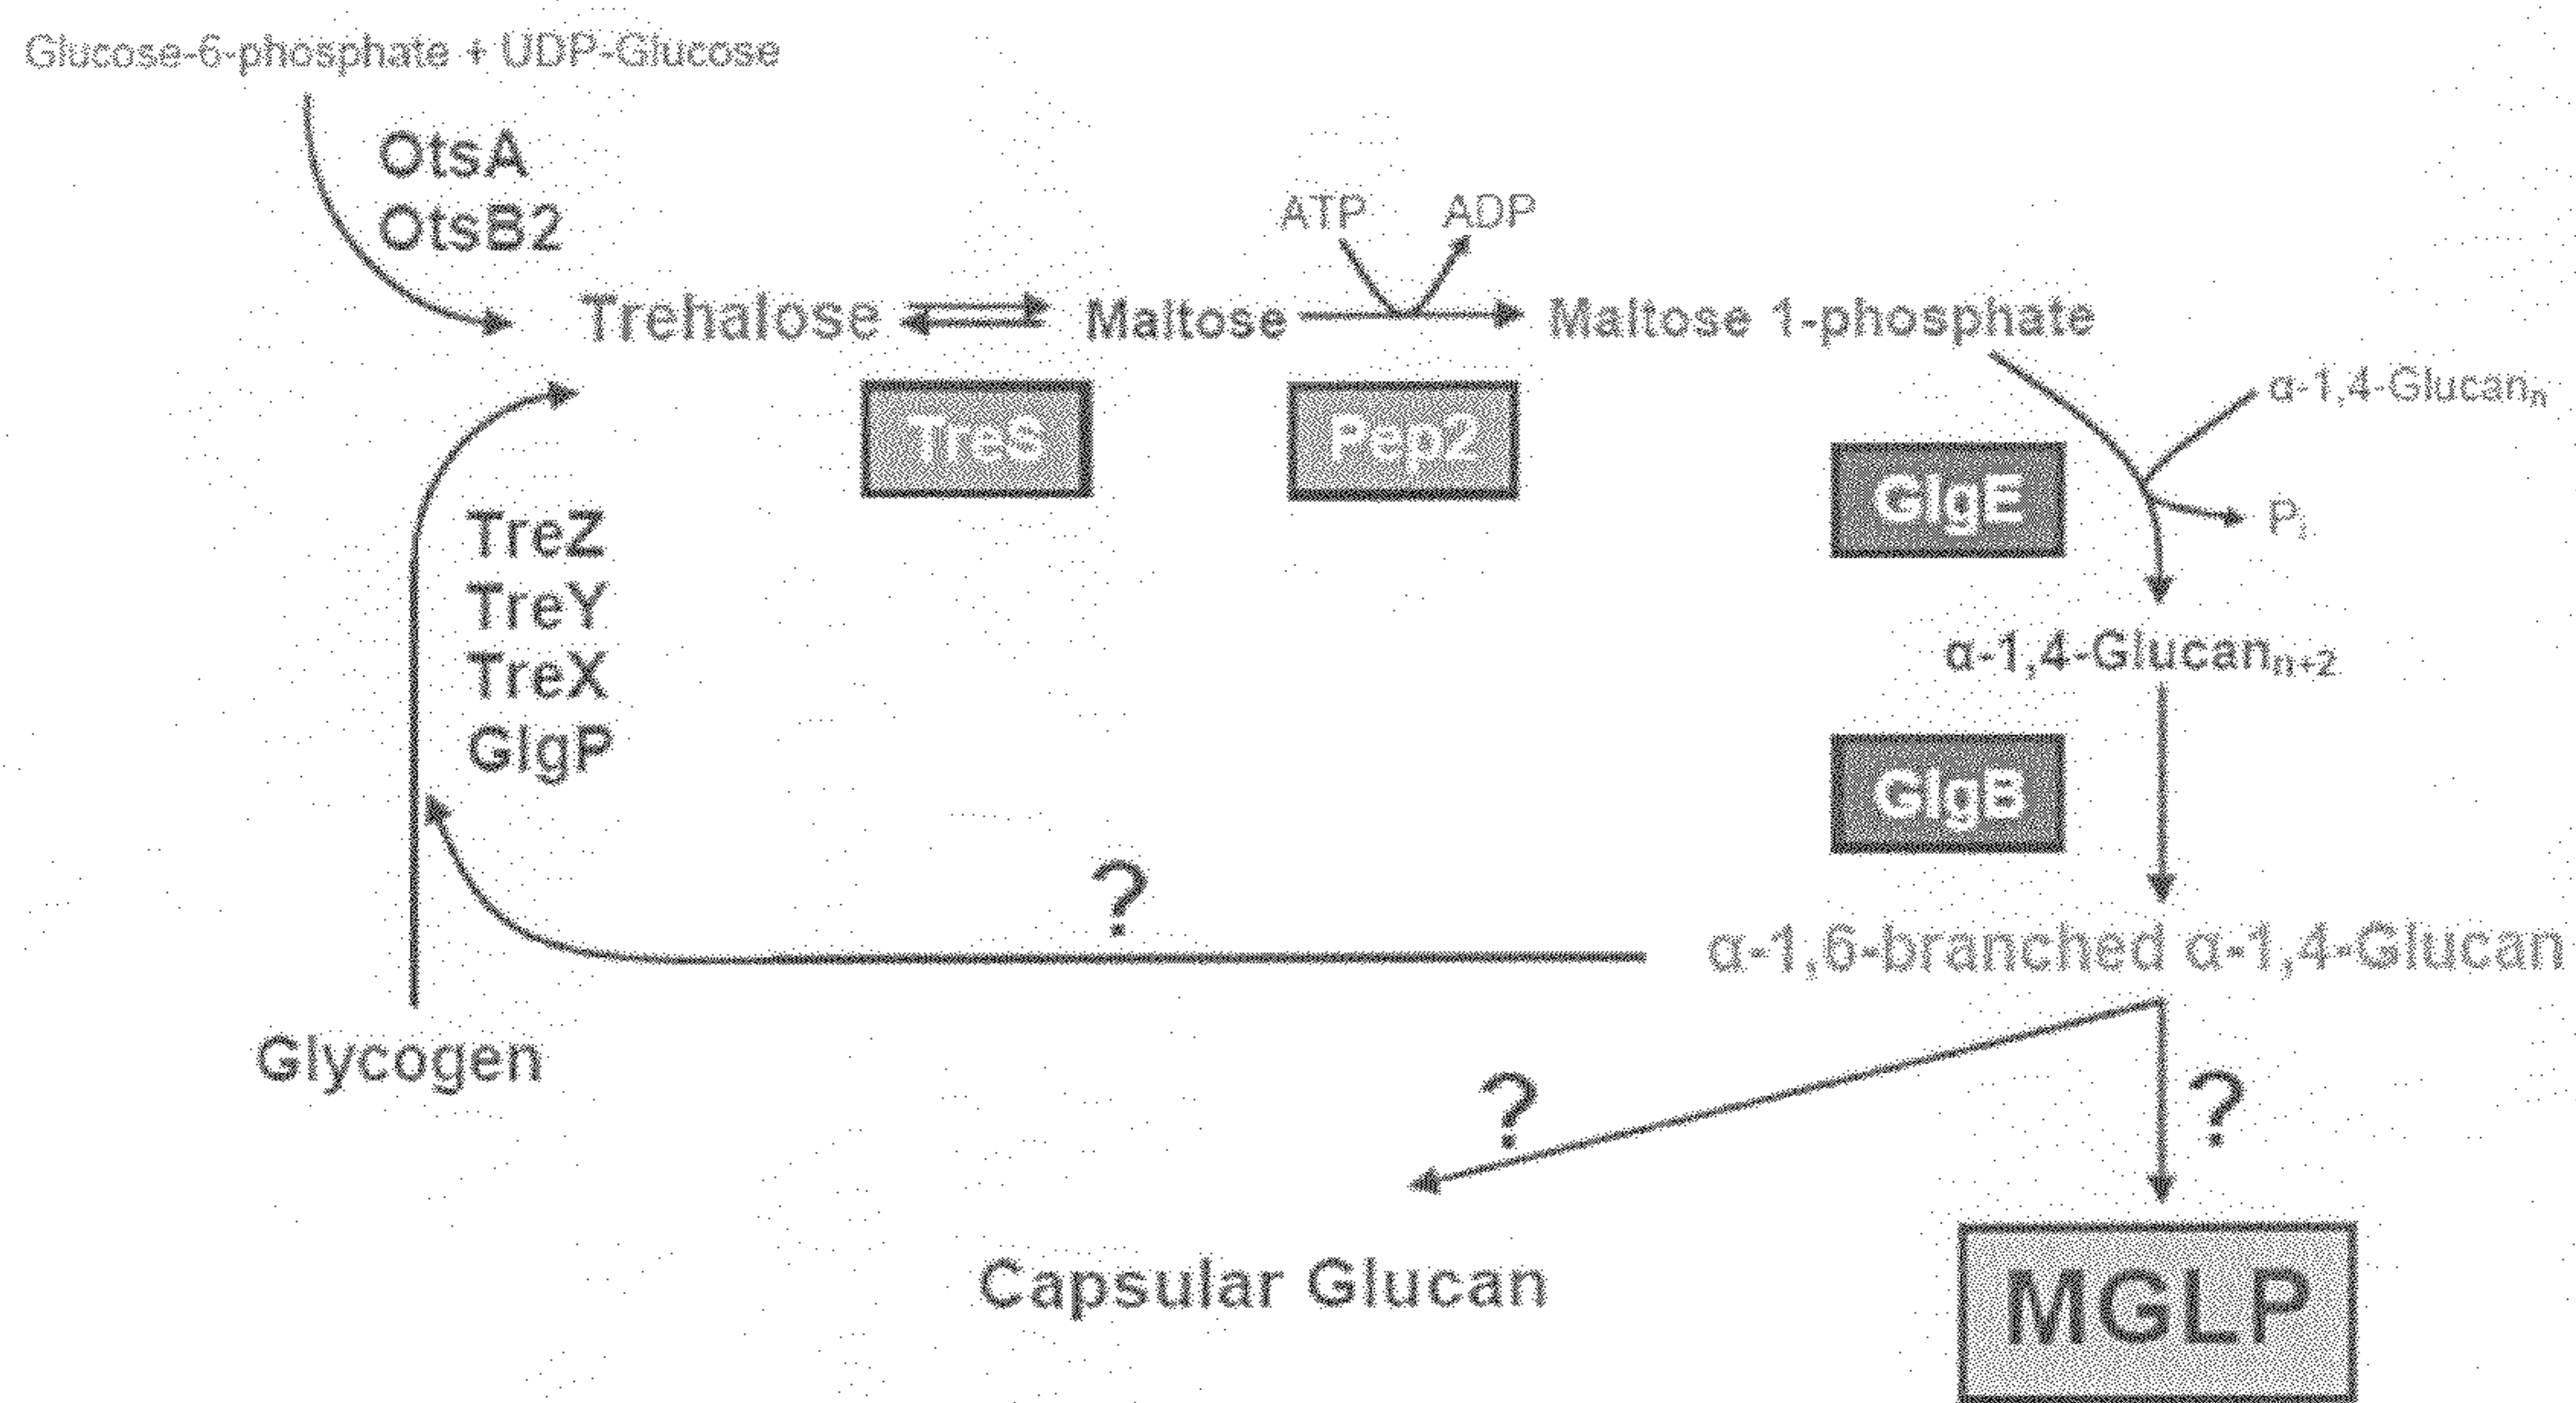 Glucose-6-phosphate + UDP-Glucose
OtsA
OtsB2
ATP
ADP
Trehalose
Maltose
Maltose 1-phosphate
TreS
Pep2
α-1,4-Glucanₙ
GlgE
Pᵢ
TreZ
TreY
TreX
GlgP
α-1,4-Glucanₙ₊₂
GlgB
?
α-1,6-branched α-1,4-Glucan
Glycogen
?
?
Capsular Glucan
MGLP